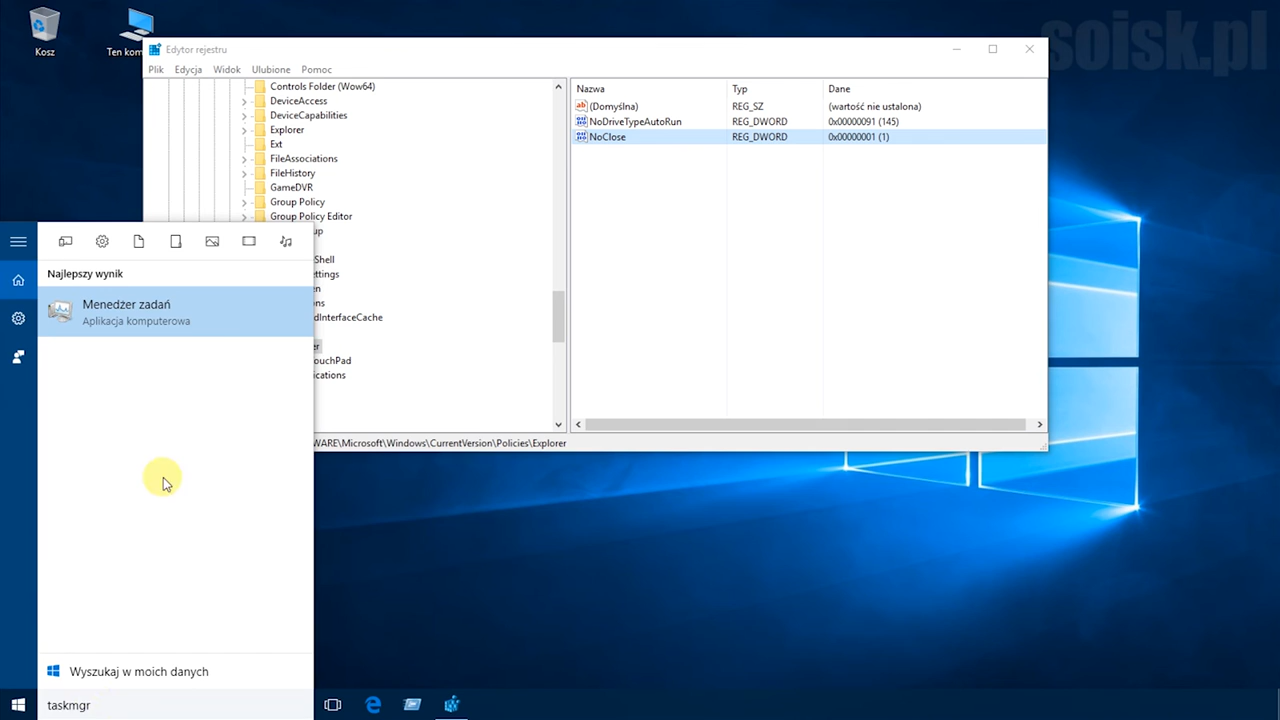 soisk.pl
Kosz
Ten kom
Edytor rejestru
Plik Edycja Widok Ulubione Pomoc
Controls Folder (Wow64)
DeviceAccess
DeviceCapabilities
Explorer
Ext
FileAssociations
FileHistory
GameDVR
Group Policy
Group Policy Editor
up
Shell
ettings
en
ns
dInterfaceCache
er
ouchPad
ications
Nazwa Typ Dane
ab (Domyślna) REG_SZ (wartość nie ustalona)
NoDriveTypeAutoRun REG_DWORD 0x00000091 (145)
NoClose REG_DWORD 0x00000001 (1)
WARE\Microsoft\Windows\CurrentVersion\Policies\Explorer
Najlepszy wynik
Menedżer zadań
Aplikacja komputerowa
Wyszukaj w moich danych
taskmgr